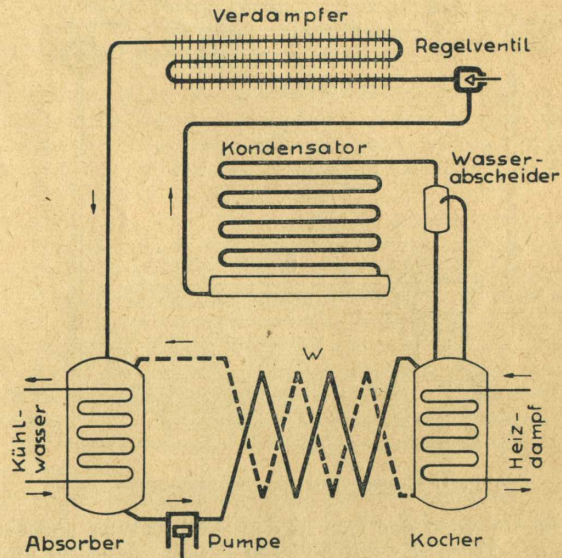 Verdampfer
Regelventil
Kondensator
Wasser-
abscheider
W
Kühl-
wasser
Heiz-
dampf
Absorber
Pumpe
Kocher